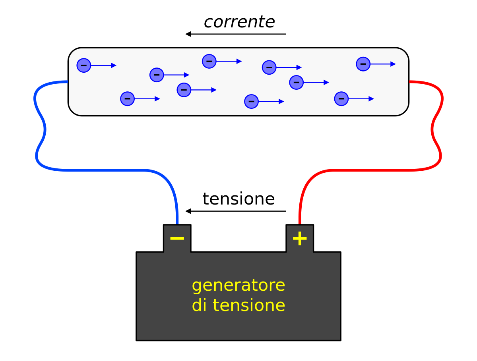 corrente
tensione
− +
generatore
di tensione